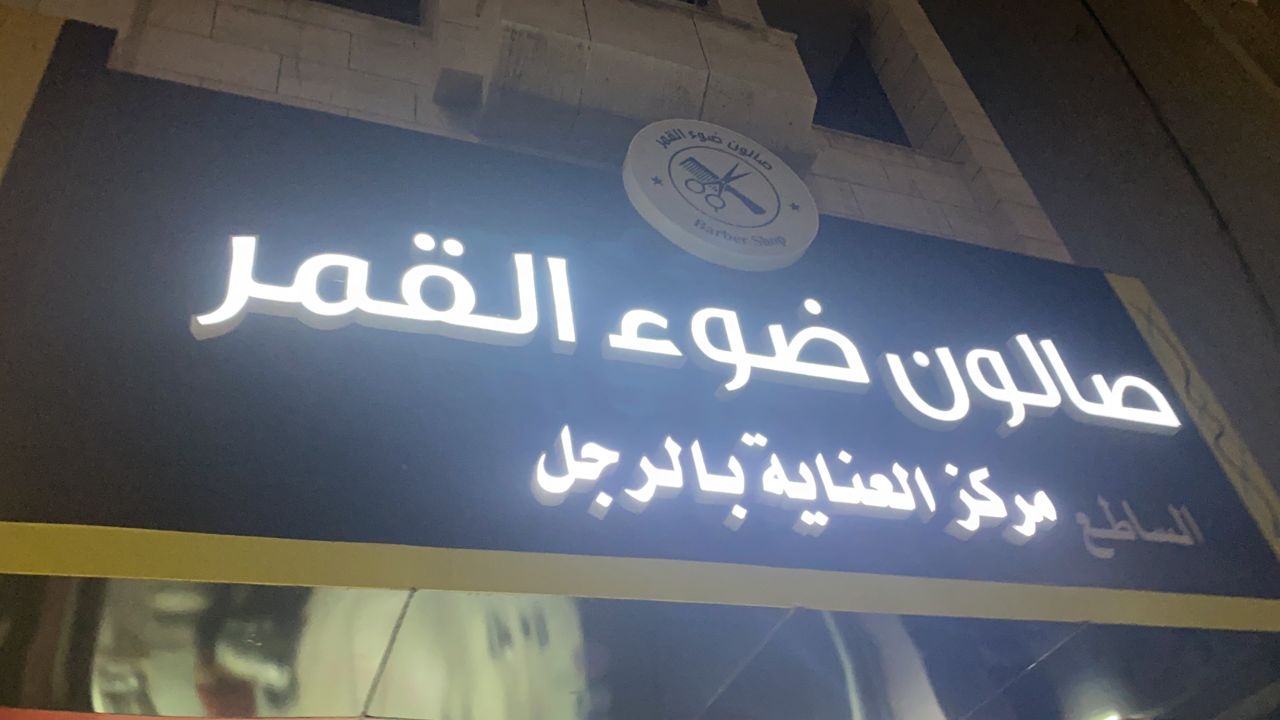 صالون ضوء القمر
Barber Shop
صالون ضوء القمر
الساطع مركز العناية بالرجل